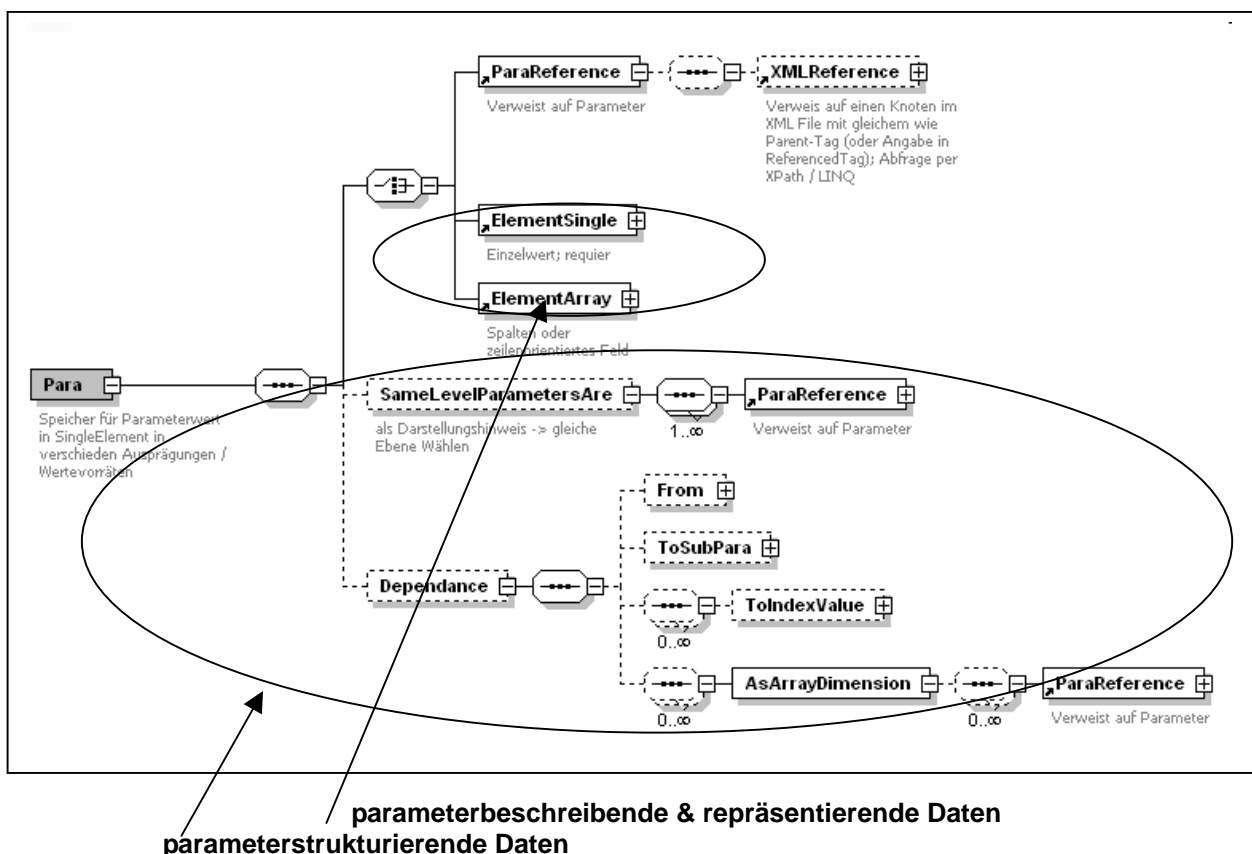 ParaReference
Verweist auf Parameter
XMLReference
Verweis auf einen Knoten im
XML File mit gleichem wie
Parent-Tag (oder Angabe in
ReferencedTag); Abfrage per
XPath / LINQ
ElementSingle
Einzelwert; requier
ElementArray
Spalten oder
zeilenorientiertes Feld
Para
Speicher für Parameterwert
in SingleElement in
verschieden Ausprägungen /
Wertevorräten
SameLevelParametersAre
als Darstellungshinweis -> gleiche
Ebene Wählen
1..∞
ParaReference
Verweist auf Parameter
From
ToSubPara
Dependance
0..∞
ToIndexValue
0..∞
AsArrayDimension
0..∞
ParaReference
Verweist auf Parameter
parameterbeschreibende & repräsentierende Daten
parameterstrukturierende Daten